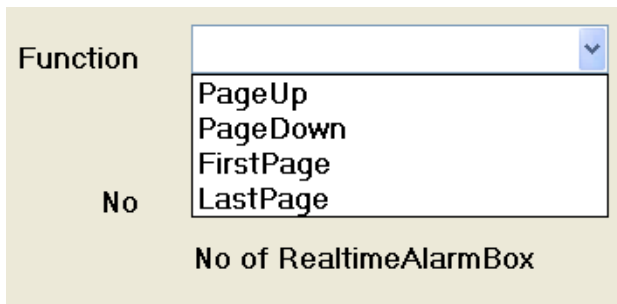 Function
PageUp
PageDown
FirstPage
No LastPage
No of RealtimeAlarmBox